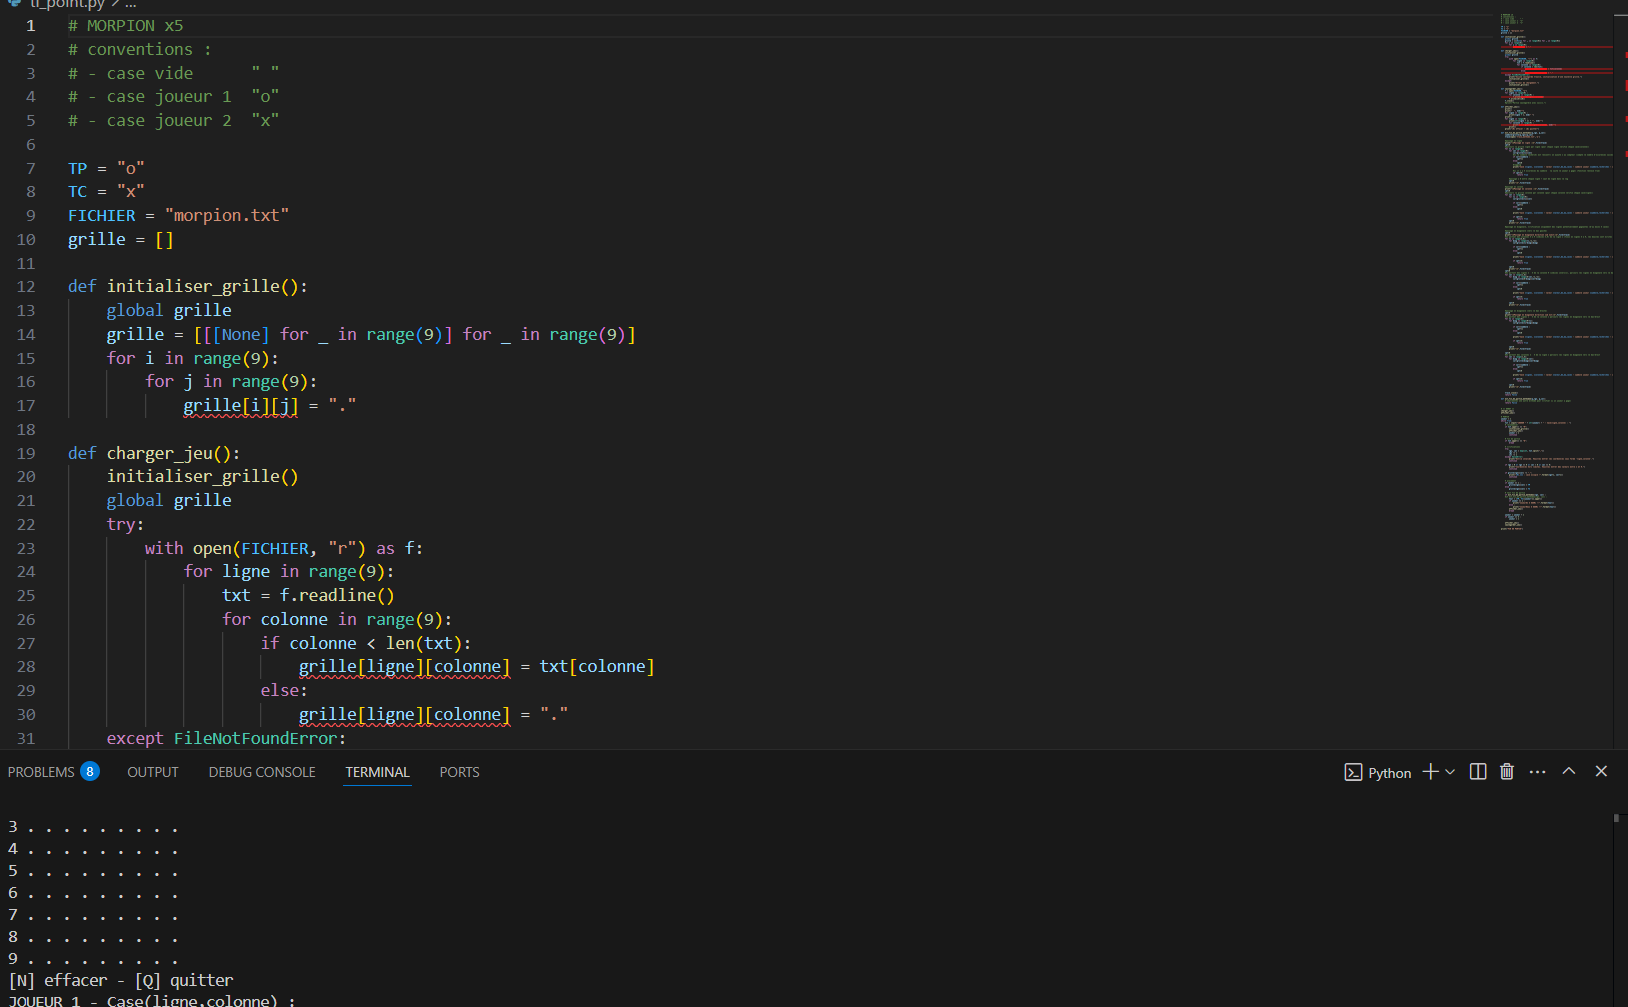 ti_point.py > ...
1 # MORPION x5
2 # conventions :
3 # - case vide      " "
4 # - case joueur 1  "o"
5 # - case joueur 2  "x"
6
7 TP = "o"
8 TC = "x"
9 FICHIER = "morpion.txt"
10 grille = []
11
12 def initialiser_grille():
13     global grille
14     grille = [[[None] for _ in range(9)] for _ in range(9)]
15     for i in range(9):
16         for j in range(9):
17             grille[i][j] = "."
18
19 def charger_jeu():
20     initialiser_grille()
21     global grille
22     try:
23         with open(FICHIER, "r") as f:
24             for ligne in range(9):
25                 txt = f.readline()
26                 for colonne in range(9):
27                     if colonne < len(txt):
28                         grille[ligne][colonne] = txt[colonne]
29                     else:
30                         grille[ligne][colonne] = "."
31     except FileNotFoundError:
PROBLEMS 8 OUTPUT DEBUG CONSOLE TERMINAL PORTS Python
3 . . . . . . . . .
4 . . . . . . . . .
5 . . . . . . . . .
6 . . . . . . . . .
7 . . . . . . . . .
8 . . . . . . . . .
9 . . . . . . . . .
[N] effacer - [Q] quitter
JOUEUR 1 - Case(ligne,colonne) :